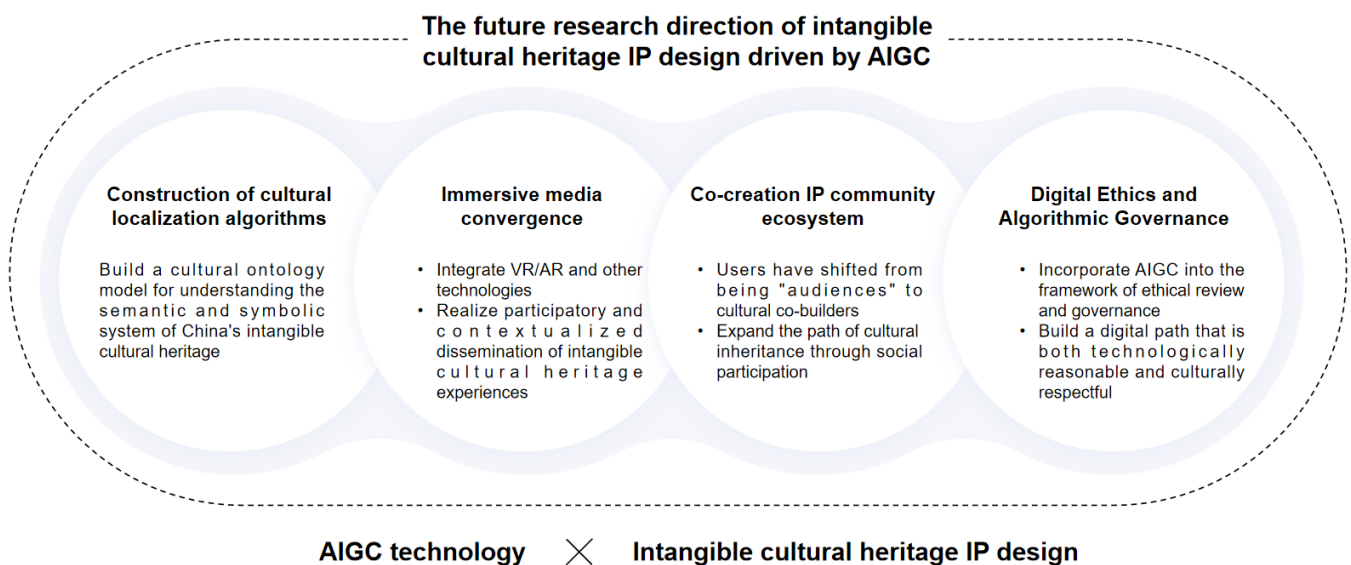 The future research direction of intangible
cultural heritage IP design driven by AIGC
Construction of cultural
localization algorithms
Build a cultural ontology
model for understanding the
semantic and symbolic
system of China's intangible
cultural heritage
Immersive media
convergence
• Integrate VR/AR and other
technologies
• Realize participatory and
contextualized
dissemination of intangible
cultural heritage
experiences
Co-creation IP community
ecosystem
• Users have shifted from
being "audiences" to
cultural co-builders
• Expand the path of cultural
inheritance through social
participation
Digital Ethics and
Algorithmic Governance
• Incorporate AIGC into the
framework of ethical review
and governance
• Build a digital path that is
both technologically
reasonable and culturally
respectful
AIGC technology × Intangible cultural heritage IP design